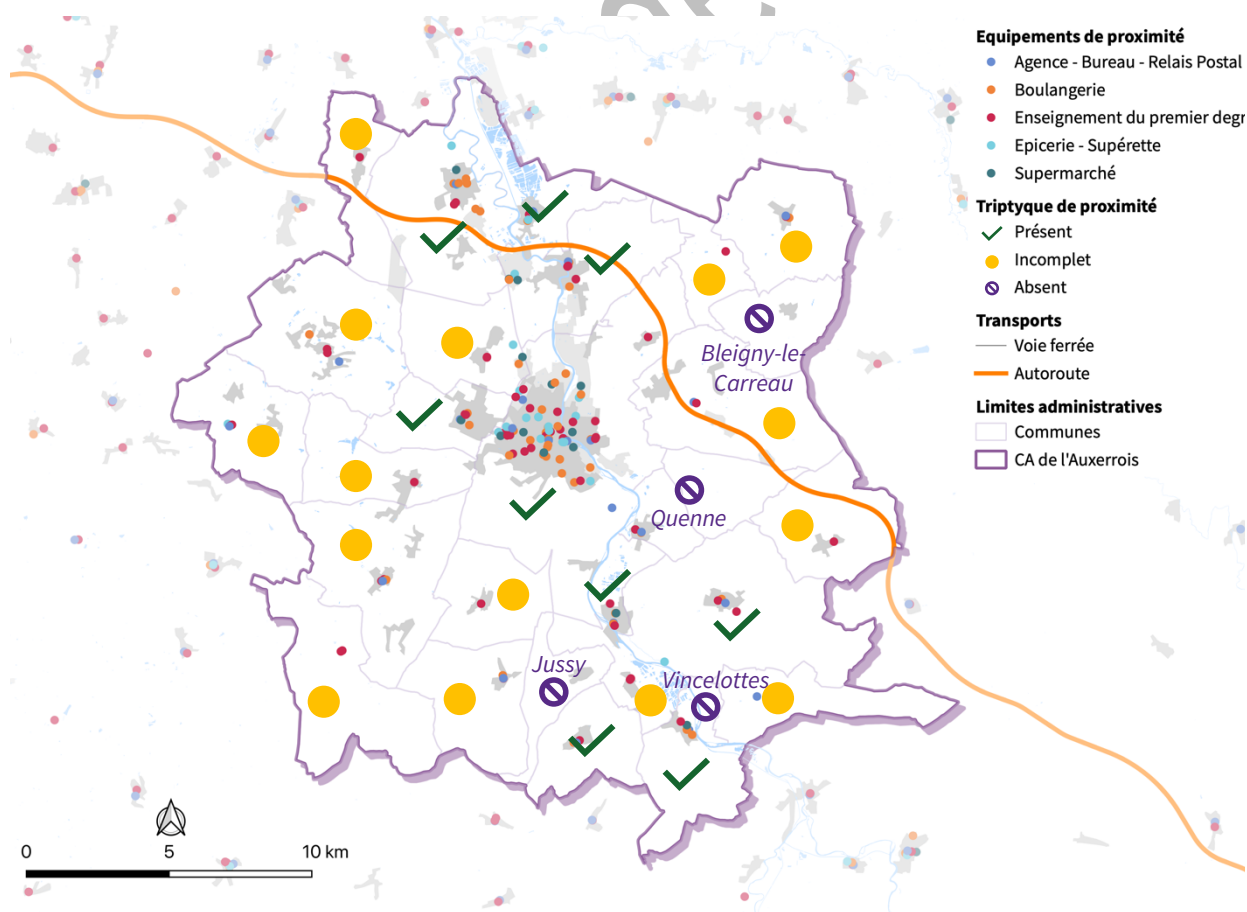 Equipements de proximité
Agence - Bureau - Relais Postal
Boulangerie
Enseignement du premier degr
Epicerie - Supérette
Supermarché
Triptyque de proximité
Présent
Incomplet
Absent
Transports
Voie ferrée
Autoroute
Limites administratives
Communes
CA de l'Auxerrois
Bleigny-le-
Carreau
Quenne
Jussy
Vincelottes
0 5 10 km